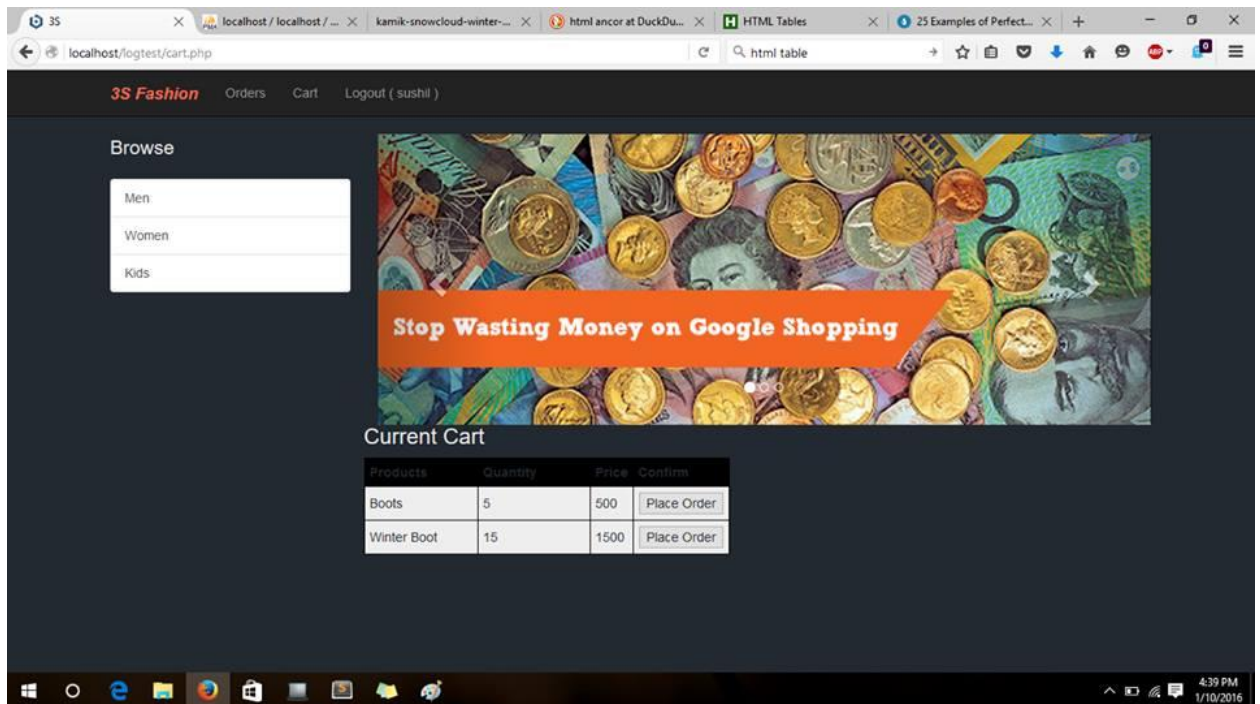 3S
localhost / localhost / ...
kamik-snowcloud-winter-...
html ancor at DuckDu...
HTML Tables
25 Examples of Perfect...
localhost/logtest/cart.php
html table
ABP
0
3S Fashion Orders Cart Logout ( sushil )
Browse
Men
Women
Kids
Stop Wasting Money on Google Shopping
Current Cart
Products Quantity Price Confirm
Boots 5 500 Place Order
Winter Boot 15 1500 Place Order
4:39 PM
1/10/2016